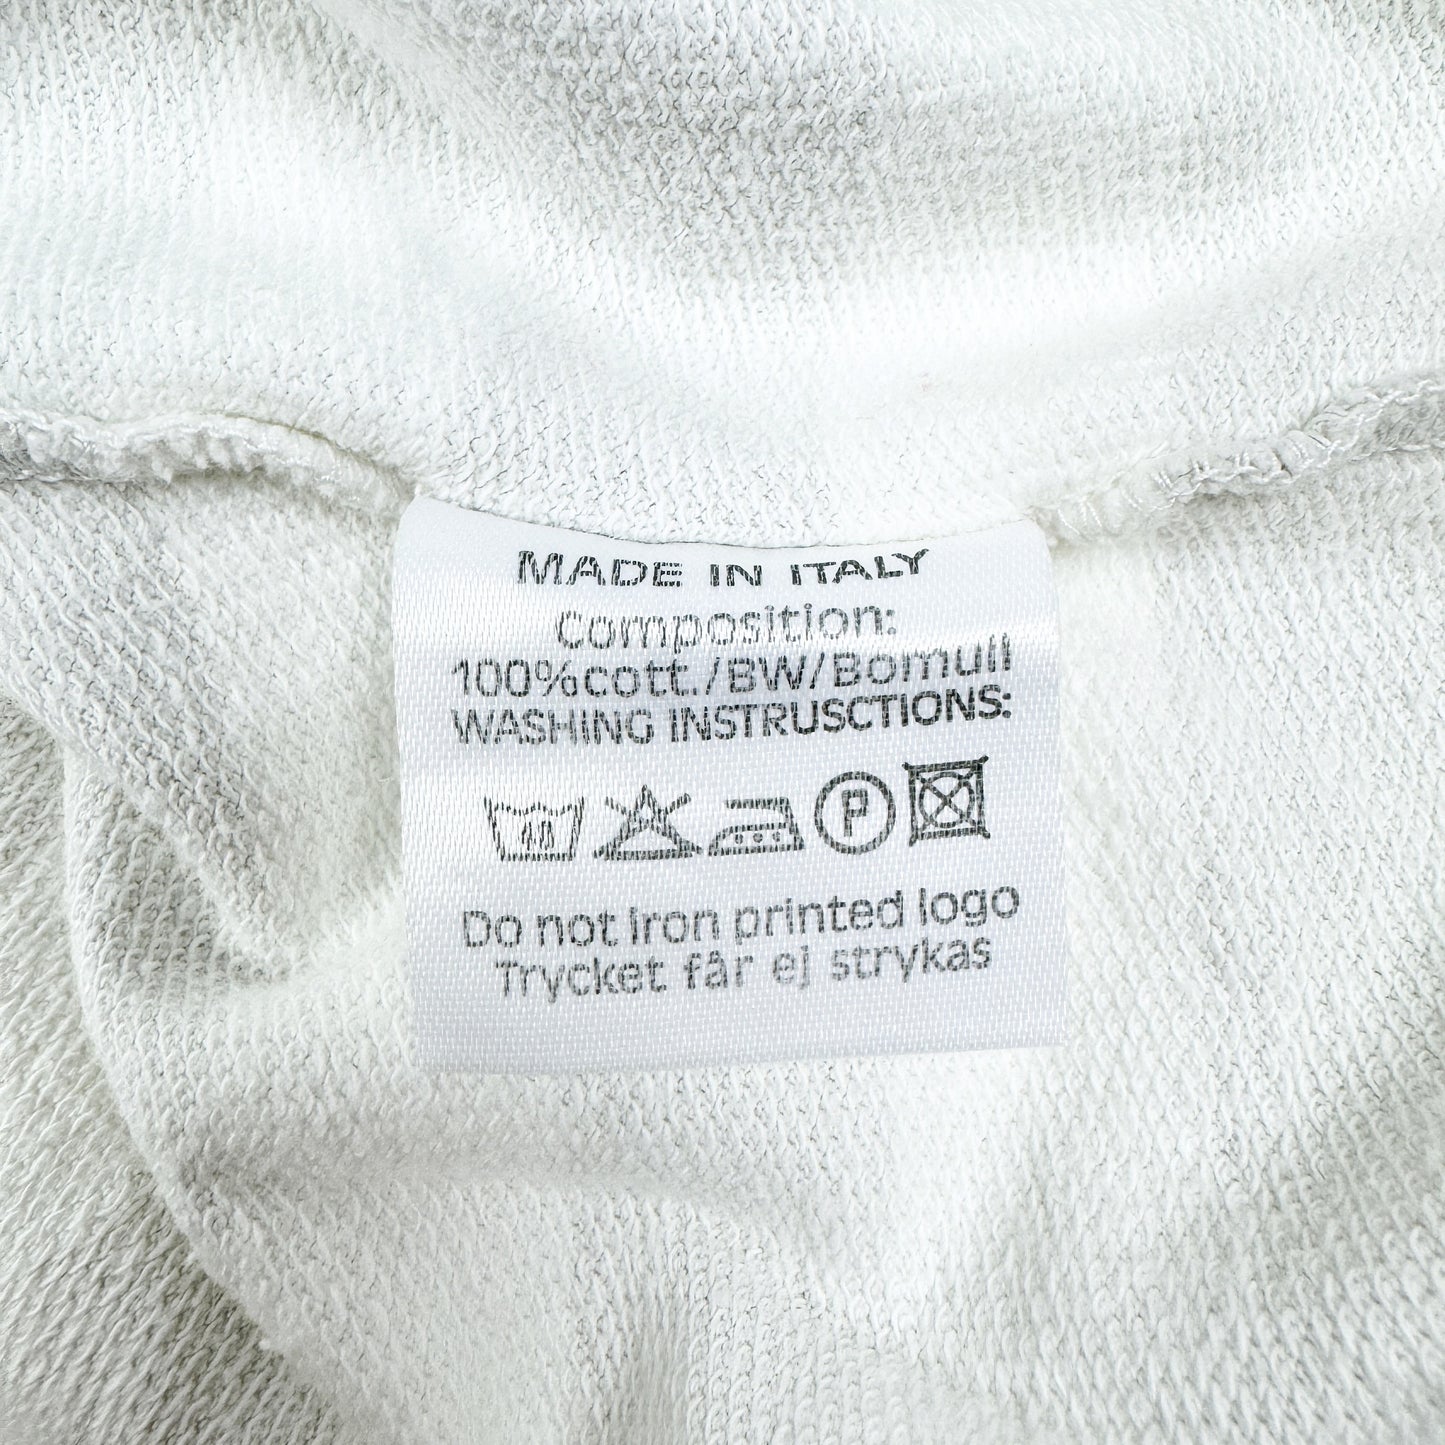 MADE IN ITALY
Composition:
100%cott./BW/Bomull
WASHING INSTRUSCTIONS:
40 P
Do not Iron printed logo
Trycket får ej strykas